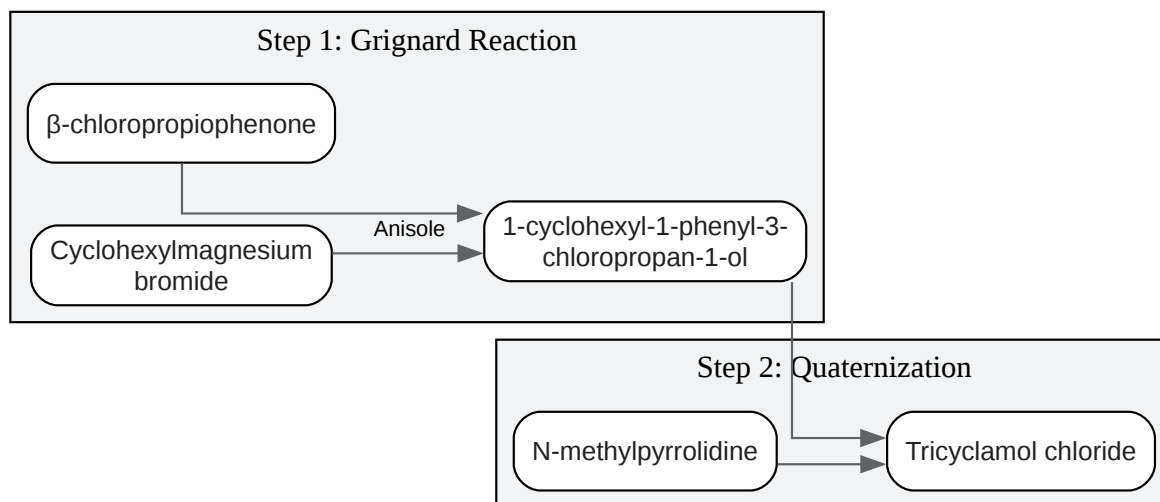 Step 1: Grignard Reaction
β-chloropropiophenone
Anisole
Cyclohexylmagnesium
bromide
1-cyclohexyl-1-phenyl-3-
chloropropan-1-ol
Step 2: Quaternization
N-methylpyrrolidine
Tricyclamol chloride